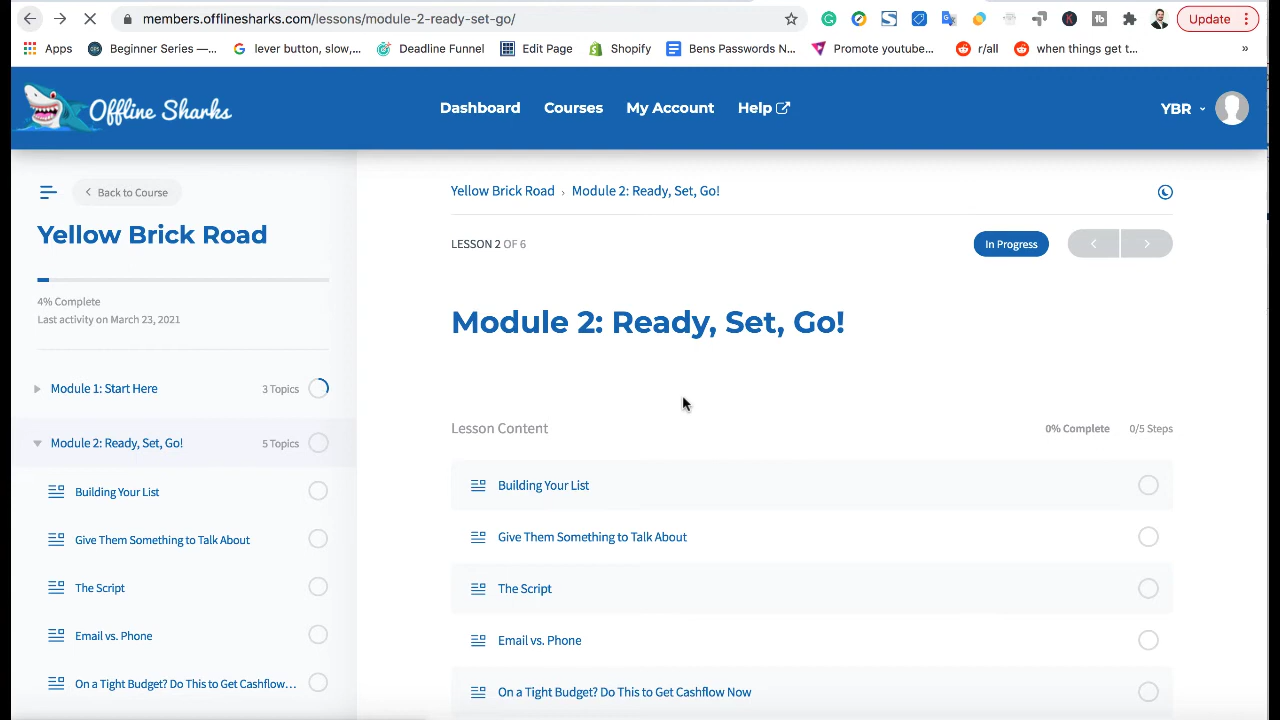 members.offlinesharks.com/lessons/module-2-ready-set-go/
Update
Apps
Beginner Series —...
lever button, slow,...
Deadline Funnel
Edit Page
Shopify
Bens Passwords N...
Promote youtube...
r/all
when things get t...
»
Offline Sharks
Dashboard
Courses
My Account
Help
YBR
Back to Course
Yellow Brick Road
4% Complete
Last activity on March 23, 2021
Module 1: Start Here
3 Topics
Module 2: Ready, Set, Go!
5 Topics
Building Your List
Give Them Something to Talk About
The Script
Email vs. Phone
On a Tight Budget? Do This to Get Cashflow...
Yellow Brick Road › Module 2: Ready, Set, Go!
LESSON 2 OF 6
In Progress
Module 2: Ready, Set, Go!
Lesson Content
0% Complete
0/5 Steps
Building Your List
Give Them Something to Talk About
The Script
Email vs. Phone
On a Tight Budget? Do This to Get Cashflow Now